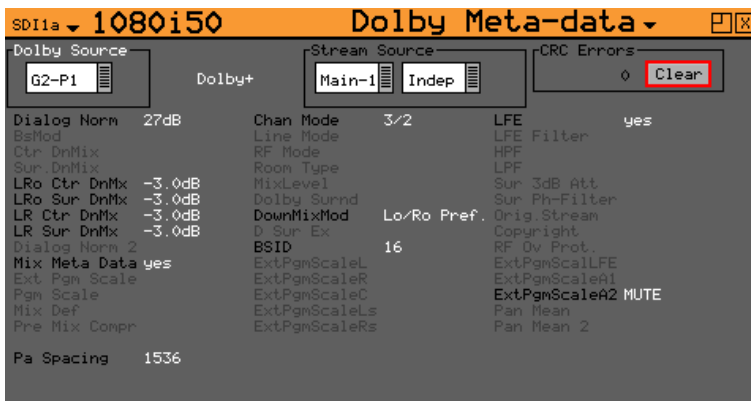 SDI1a 1080i50 Dolby Meta-data
Dolby Source Stream Source CRC Errors
G2-P1 Dolby+ Main-1 Indep 0 Clear
Dialog Norm 27dB Chan Mode 3/2 LFE yes
BsMod Line Mode LFE Filter
Ctr DnMix RF Mode HPF
Sur.DnMix Room Type LPF
LRo Ctr DnMx -3.0dB MixLevel Sur 3dB Att
LRo Sur DnMx -3.0dB Dolby Surnd Sur Ph-Filter
LR Ctr DnMx -3.0dB DownMixMod Lo/Ro Pref. Orig.Stream
LR Sur DnMx -3.0dB D Sur Ex Copyright
Dialog Norm 2 BSID 16 RF Ov Prot.
Mix Meta Data yes ExtPgmScaleL ExtPgmScalLFE
Ext Pgm Scale ExtPgmScaleR ExtPgmScaleA1
Pgm Scale ExtPgmScaleC ExtPgmScaleA2 MUTE
Mix Def ExtPgmScaleLs Pan Mean
Pre Mix Compr ExtPgmScaleRs Pan Mean 2
Pa Spacing 1536